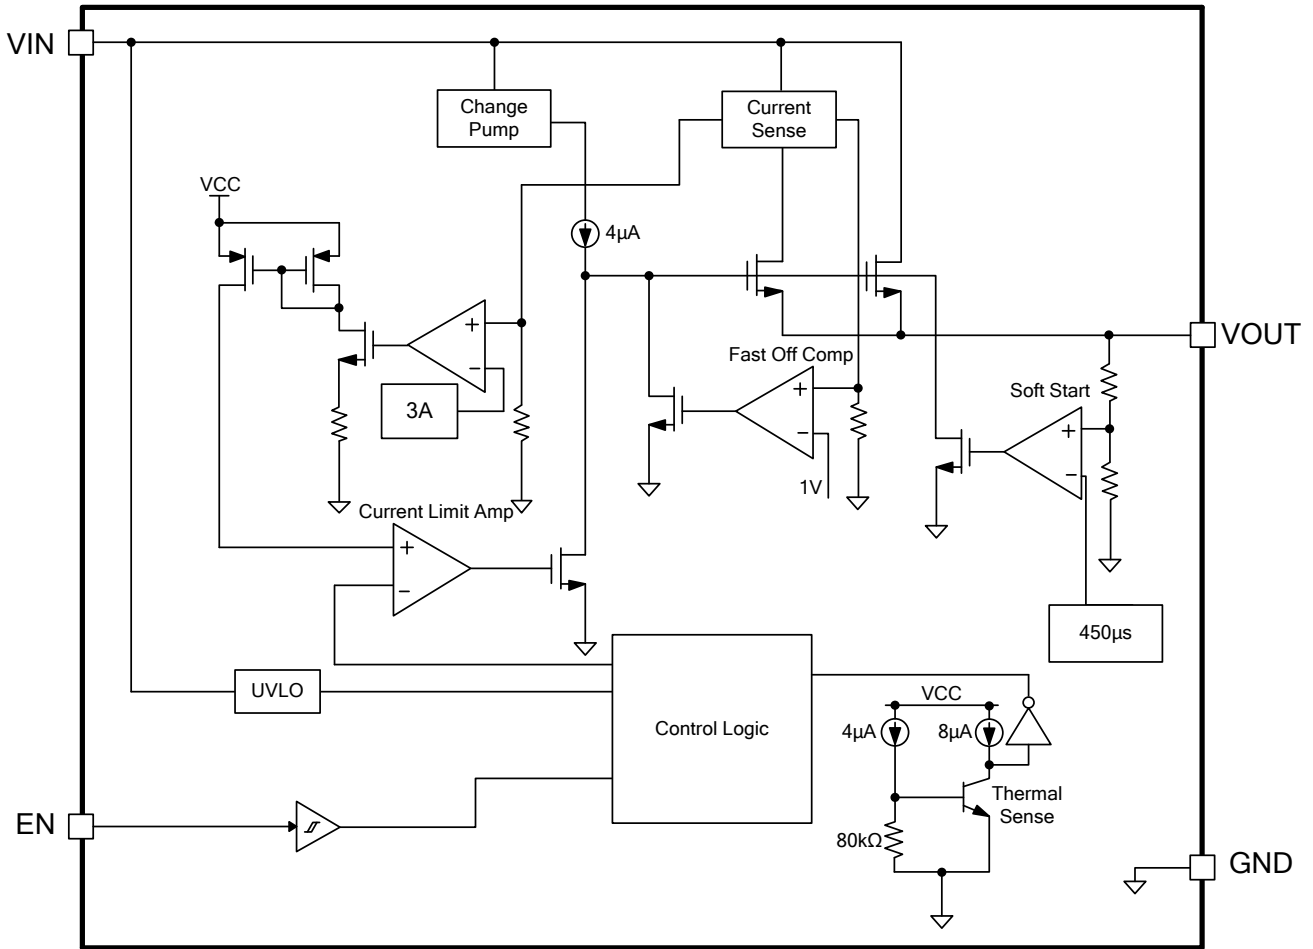 VIN
Change
Pump
Current
Sense
VCC
4µA
+
−
3A
Fast Off Comp
+
−
1V
VOUT
Soft Start
+
−
450µs
Current Limit Amp
+
−
UVLO
Control Logic
VCC
4µA
8µA
Thermal
Sense
80kΩ
EN
GND